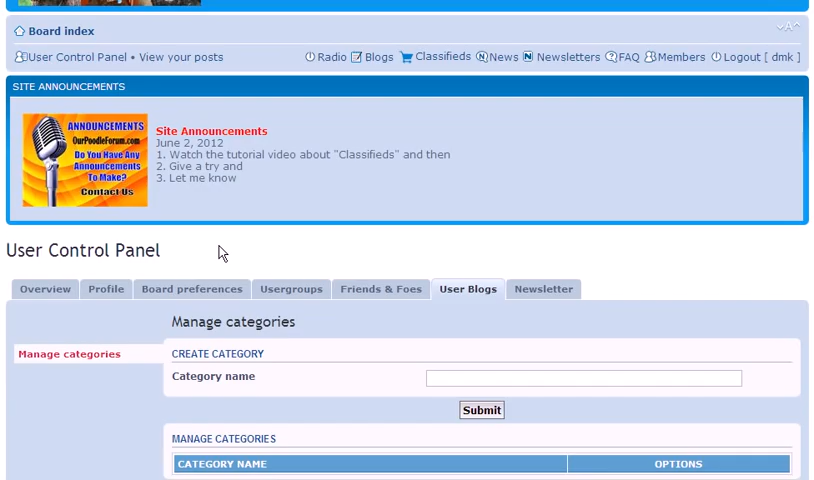 Board index
A
User Control Panel • View your posts
Radio Blogs Classifieds News Newsletters FAQ Members Logout [ dmk ]
SITE ANNOUNCEMENTS
ANNOUNCEMENTS
OurPoodleForum.com
Do You Have Any
Announcements
To Make?
Contact Us
Site Announcements
June 2, 2012
1. Watch the tutorial video about "Classifieds" and then
2. Give a try and
3. Let me know
User Control Panel
Overview Profile Board preferences Usergroups Friends & Foes User Blogs Newsletter
Manage categories
Manage categories
CREATE CATEGORY
Category name
Submit
MANAGE CATEGORIES
CATEGORY NAME OPTIONS